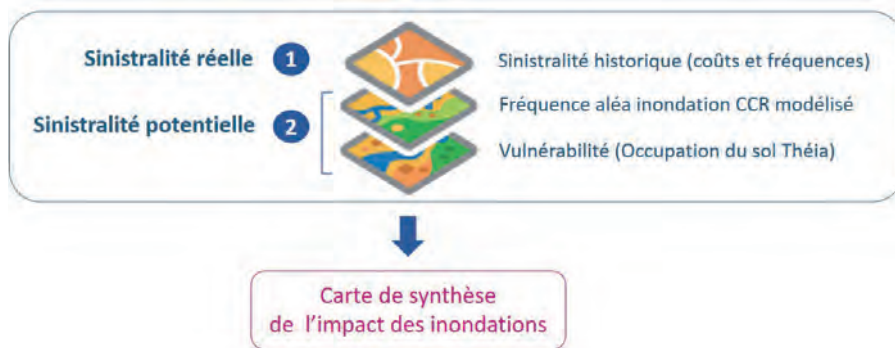 Sinistralité réelle 1 Sinistralité historique (coûts et fréquences)
Fréquence aléa inondation CCR modélisé
Sinistralité potentielle 2
Vulnérabilité (Occupation du sol Théia)
Carte de synthèse
de l'impact des inondations